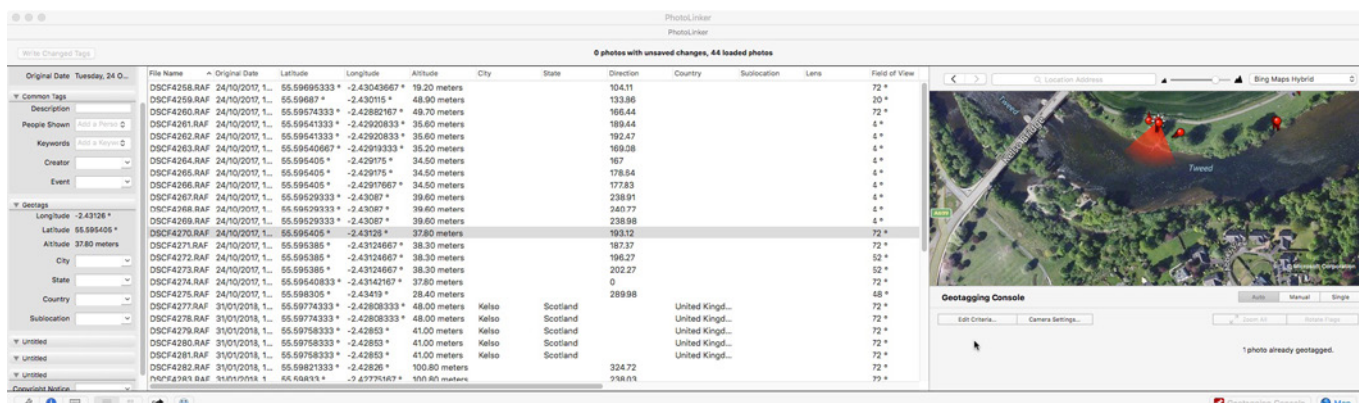 PhotoLinker
PhotoLinker
Write Changed Tags
0 photos with unsaved changes, 44 loaded photos
Original Date Tuesday, 24 O...
Common Tags
Description
People Shown Add a Perso
Keywords Add a Keywo
Creator
Event
Geotags
Longitude -2.43126 °
Latitude 55.595405 °
Altitude 37.80 meters
City
State
Country
Sublocation
Untitled
Untitled
Untitled
Copyright Notice
File Name Original Date Latitude Longitude Altitude City State Direction Country Sublocation Lens Field of View
DSCF4258.RAF 24/10/2017, 1... 55.59695333 ° -2.43043667 ° 19.20 meters 104.11 72 °
DSCF4259.RAF 24/10/2017, 1... 55.59687 ° -2.430115 ° 48.90 meters 133.86 20 °
DSCF4260.RAF 24/10/2017, 1... 55.59574333 ° -2.42882167 ° 49.70 meters 166.44 72 °
DSCF4261.RAF 24/10/2017, 1... 55.59541333 ° -2.42920833 ° 35.60 meters 189.44 4 °
DSCF4262.RAF 24/10/2017, 1... 55.59541333 ° -2.42920833 ° 35.60 meters 192.47 4 °
DSCF4263.RAF 24/10/2017, 1... 55.59540667 ° -2.42919333 ° 35.20 meters 169.08 4 °
DSCF4264.RAF 24/10/2017, 1... 55.595405 ° -2.429175 ° 34.50 meters 167 4 °
DSCF4265.RAF 24/10/2017, 1... 55.595405 ° -2.429175 ° 34.50 meters 178.54 4 °
DSCF4266.RAF 24/10/2017, 1... 55.595405 ° -2.42917667 ° 34.50 meters 177.83 4 °
DSCF4267.RAF 24/10/2017, 1... 55.59529333 ° -2.43087 ° 39.60 meters 238.91 4 °
DSCF4268.RAF 24/10/2017, 1... 55.59529333 ° -2.43087 ° 39.60 meters 240.77 4 °
DSCF4269.RAF 24/10/2017, 1... 55.59529333 ° -2.43087 ° 39.60 meters 238.98 4 °
DSCF4270.RAF 24/10/2017, 1... 55.595405 ° -2.43126 ° 37.80 meters 193.12 72 °
DSCF4271.RAF 24/10/2017, 1... 55.595385 ° -2.43124667 ° 38.30 meters 187.37 72 °
DSCF4272.RAF 24/10/2017, 1... 55.595385 ° -2.43124667 ° 38.30 meters 196.27 52 °
DSCF4273.RAF 24/10/2017, 1... 55.595385 ° -2.43124667 ° 38.30 meters 202.27 52 °
DSCF4274.RAF 24/10/2017, 1... 55.59540833 ° -2.43142167 ° 37.80 meters 0 72 °
DSCF4275.RAF 24/10/2017, 1... 55.598305 ° -2.43419 ° 28.40 meters 289.98 48 °
DSCF4277.RAF 31/01/2018, 1... 55.59774333 ° -2.42808333 ° 48.00 meters Kelso Scotland United Kingd... 72 °
DSCF4278.RAF 31/01/2018, 1... 55.59774333 ° -2.42808333 ° 48.00 meters Kelso Scotland United Kingd... 72 °
DSCF4279.RAF 31/01/2018, 1... 55.59758333 ° -2.42853 ° 41.00 meters Kelso Scotland United Kingd... 72 °
DSCF4280.RAF 31/01/2018, 1... 55.59758333 ° -2.42853 ° 41.00 meters Kelso Scotland United Kingd... 72 °
DSCF4281.RAF 31/01/2018, 1... 55.59758333 ° -2.42853 ° 41.00 meters Kelso Scotland United Kingd... 72 °
DSCF4282.RAF 31/01/2018, 1... 55.59821333 ° -2.42826 ° 100.80 meters 324.72 72 °
DSCF4283.RAF 31/01/2018, 1... 55.59833 ° -2.42775167 ° 100.80 meters 238.03 72 °
Location Address
Bing Maps Hybrid
Tweed
Tweed
Microsoft Corporation
Geotagging Console Auto Manual Single
Edit Criteria... Camera Settings... Zoom All Rotate Flags
1 photo already geotagged.
Geotagging Console Map